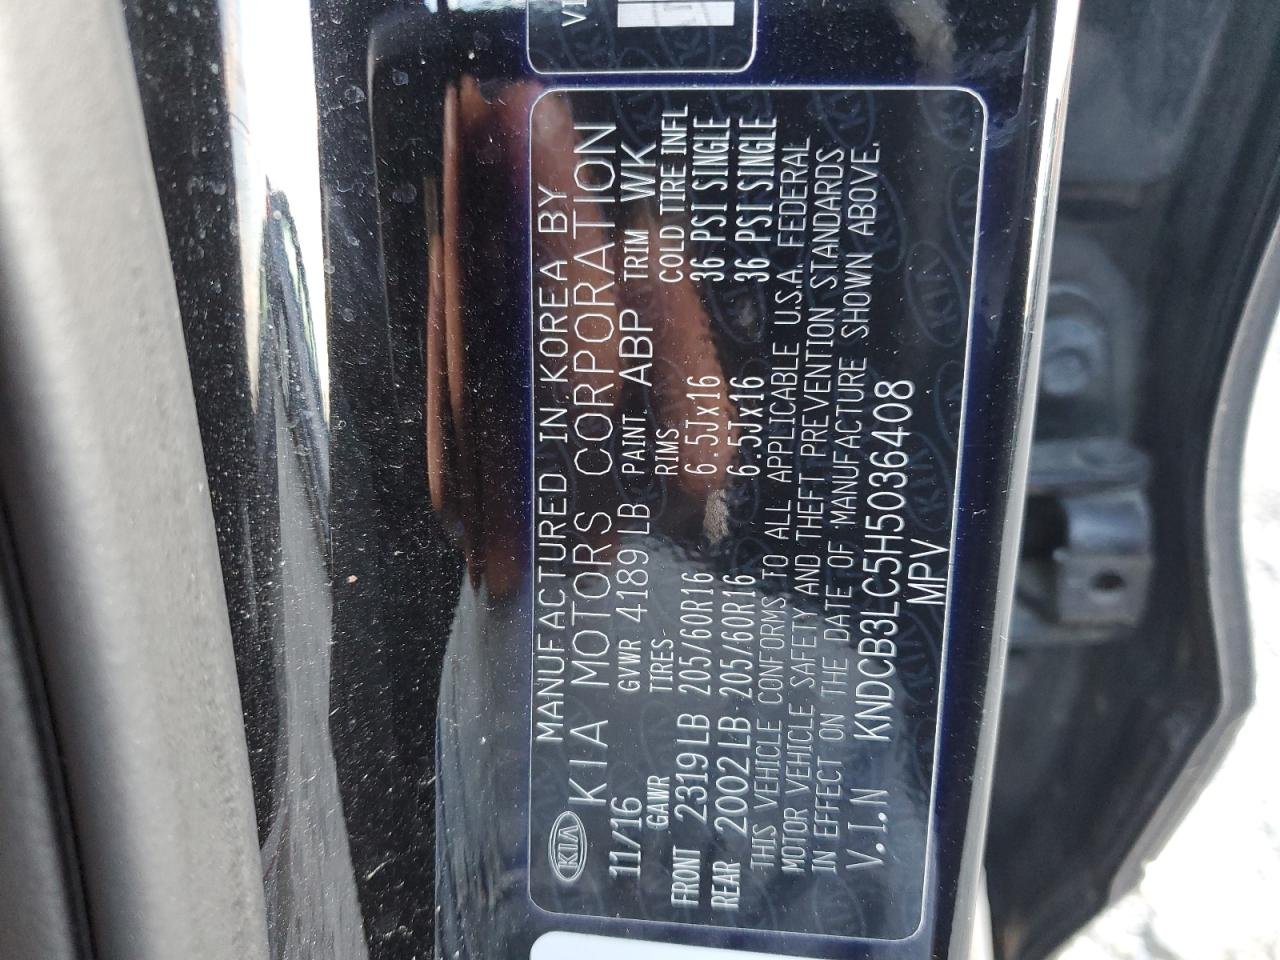 VI
KIA
MANUFACTURED IN KOREA BY
KIA MOTORS CORPORATION
11/16 GVWR 4189 LB PAINT ABP TRIM WK
GAWR TIRES RIMS COLD TIRE INFL
FRONT 2319 LB 205/60R16 6.5Jx16 36 PSI SINGLE
REAR 2002 LB 205/60R16 6.5Jx16 36 PSI SINGLE
THIS VEHICLE CONFORMS TO ALL APPLICABLE U.S.A. FEDERAL
MOTOR VEHICLE SAFETY AND THEFT PREVENTION STANDARDS
IN EFFECT ON THE DATE OF MANUFACTURE SHOWN ABOVE.
V.I.N KNDCB3LC5H5036408
MPV